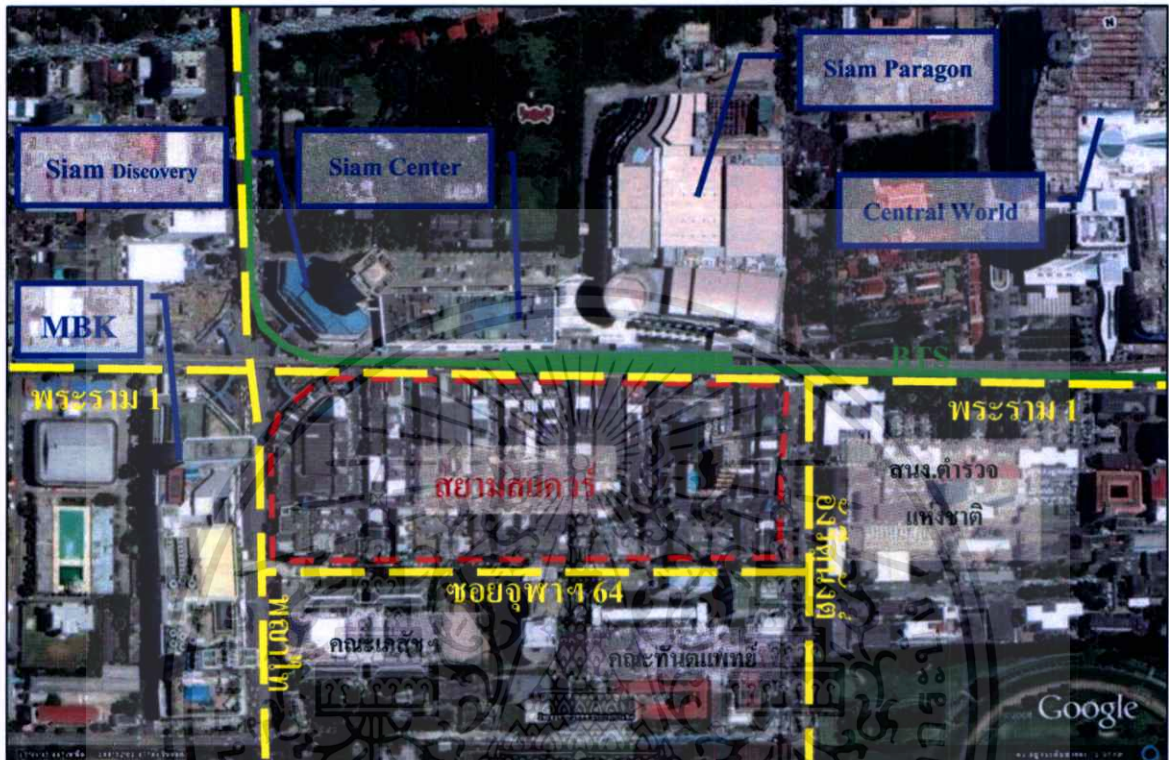 Siam Paragon
Siam Discovery
Siam Center
Central World
MBK
BTS
พระราม 1
พระราม 1
สยามสแควร์
สนง.ตำรวจ
แห่งชาติ
อังรีดูนังต์
ซอยจุฬาฯ 64
พญาไท
คณะเภสัชฯ
คณะทันตแพทย์
Google